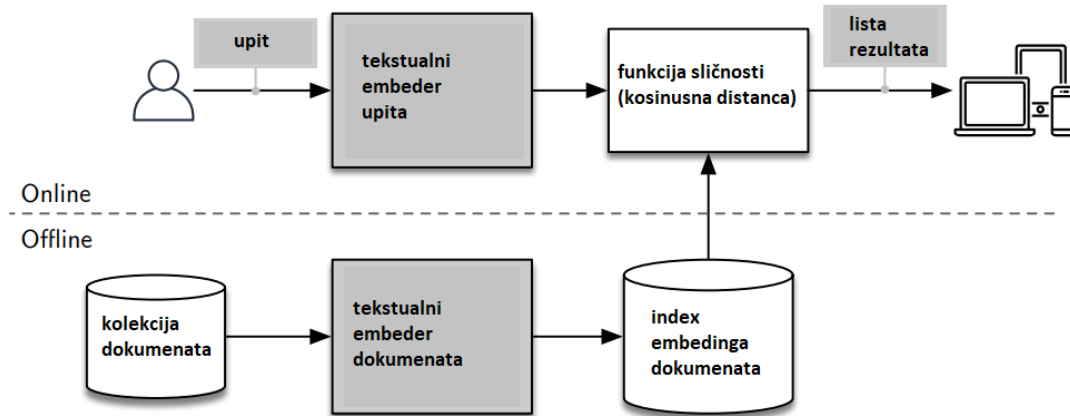 upit
tekstualni
embeder
upita
funkcija sličnosti
(kosinusna distanca)
lista
rezultata
Online
Offline
kolekcija
dokumenata
tekstualni
embeder
dokumenata
index
embedinga
dokumenata